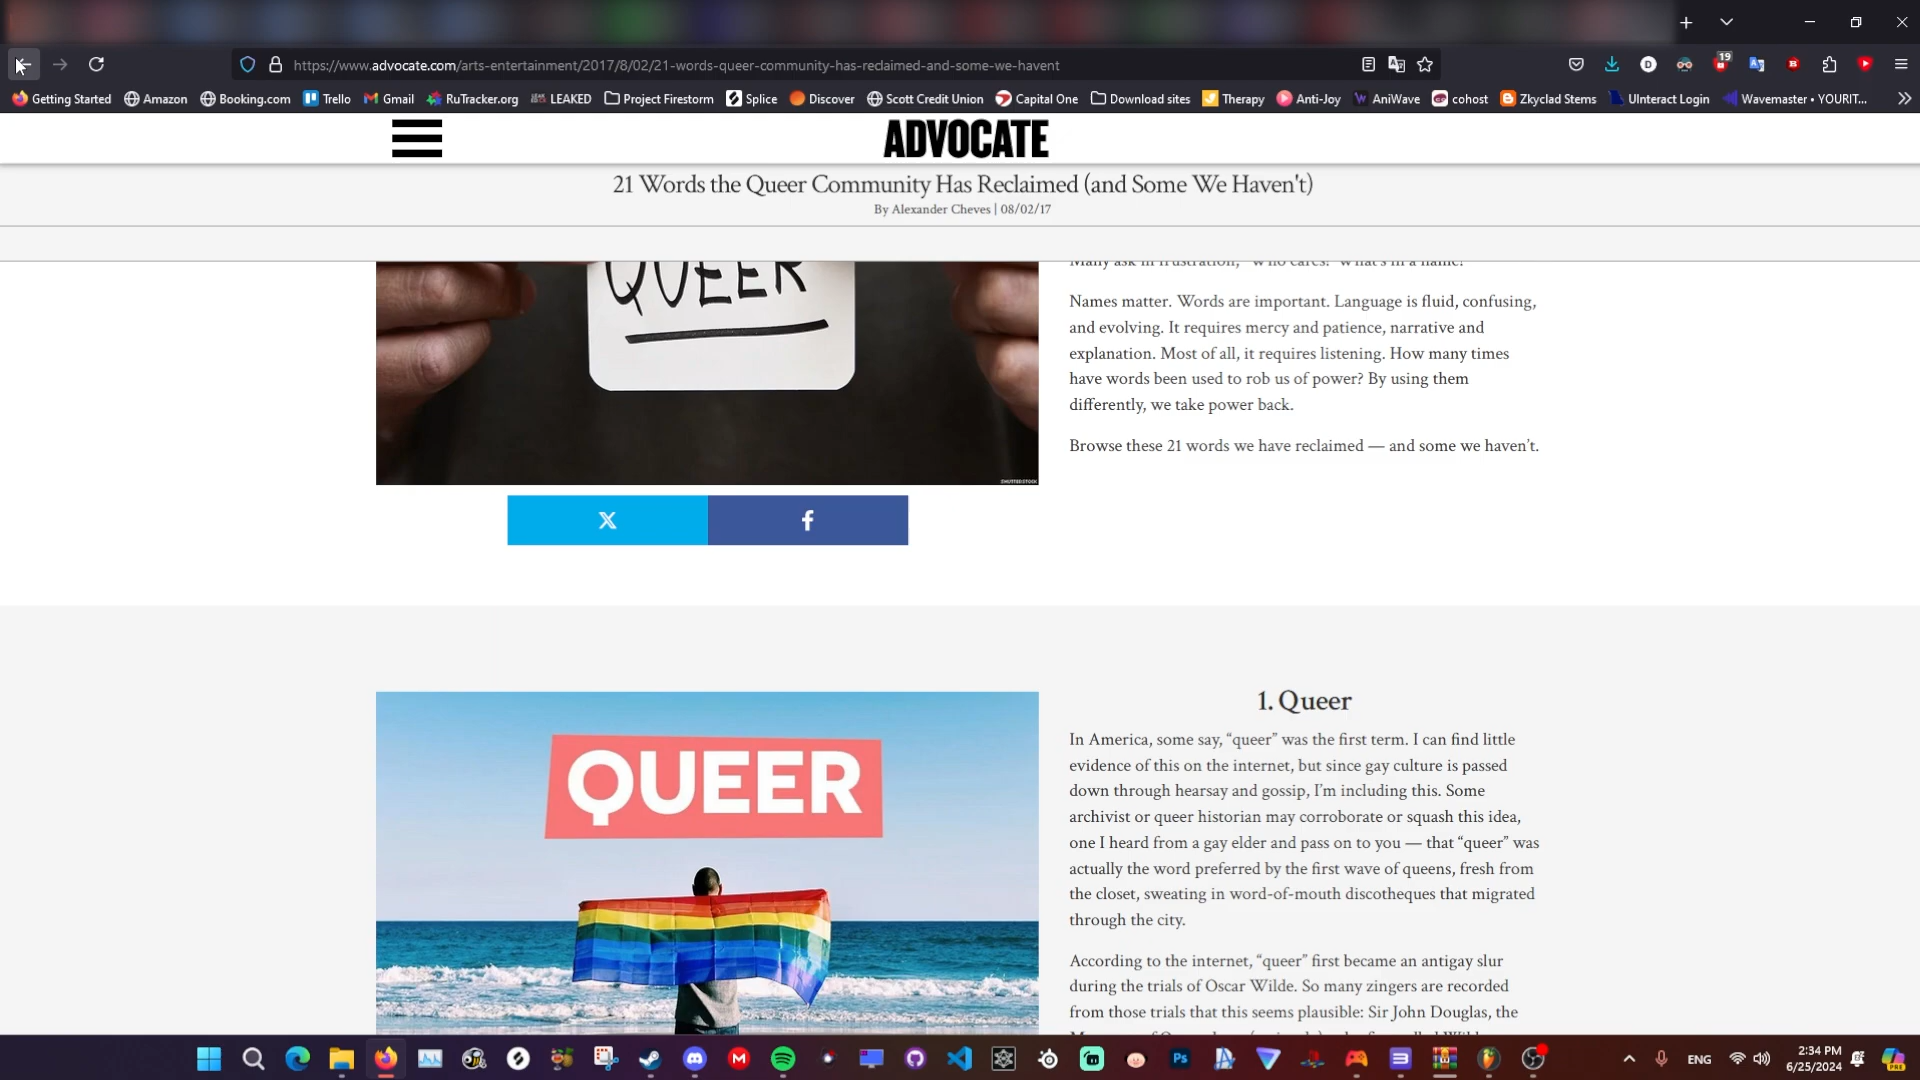 https://www.advocate.com/arts-entertainment/2017/8/02/21-words-queer-community-has-reclaimed-and-some-we-havent
19
Getting Started Amazon Booking.com Trello Gmail RuTracker.org LEAKED Project Firestorm Splice Discover Scott Credit Union Capital One Download sites Therapy Anti-Joy AniWave cohost Zkyclad Stems UInteract Login Wavemaster • YOURIT...
ADVOCATE
21 Words the Queer Community Has Reclaimed (and Some We Haven't)
By Alexander Cheves | 08/02/17
QUEER
SHUTTERSTOCK
Many ask in frustration, "Who cares? What's in a name?
Names matter. Words are important. Language is fluid, confusing,
and evolving. It requires mercy and patience, narrative and
explanation. Most of all, it requires listening. How many times
have words been used to rob us of power? By using them
differently, we take power back.
Browse these 21 words we have reclaimed — and some we haven’t.
QUEER
1. Queer
In America, some say, “queer” was the first term. I can find little
evidence of this on the internet, but since gay culture is passed
down through hearsay and gossip, I’m including this. Some
archivist or queer historian may corroborate or squash this idea,
one I heard from a gay elder and pass on to you — that “queer” was
actually the word preferred by the first wave of queens, fresh from
the closet, sweating in word-of-mouth discotheques that migrated
through the city.
According to the internet, “queer” first became an antigay slur
during the trials of Oscar Wilde. So many zingers are recorded
from those trials that this seems plausible: Sir John Douglas, the
ENG
2:34 PM
6/25/2024